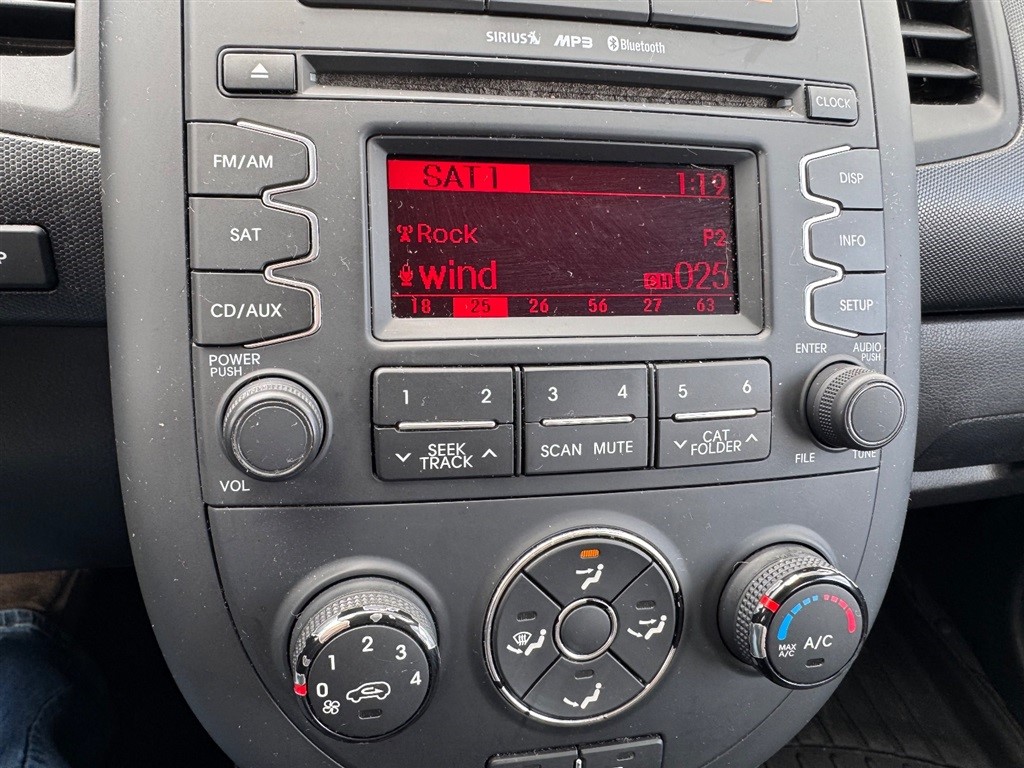 SIRIUS MP3 Bluetooth
CLOCK
FM/AM
SAT
CD/AUX
SAT1 1:19
Rock P2
wind CH025
18 25 26 56 27 63
DISP
INFO
SETUP
POWER
PUSH
VOL
1 2 3 4 5 6
SEEK
TRACK
SCAN MUTE
CAT
FOLDER
ENTER AUDIO
PUSH
FILE TUNE
0 1 2 3 4
MAX
A/C
A/C
P